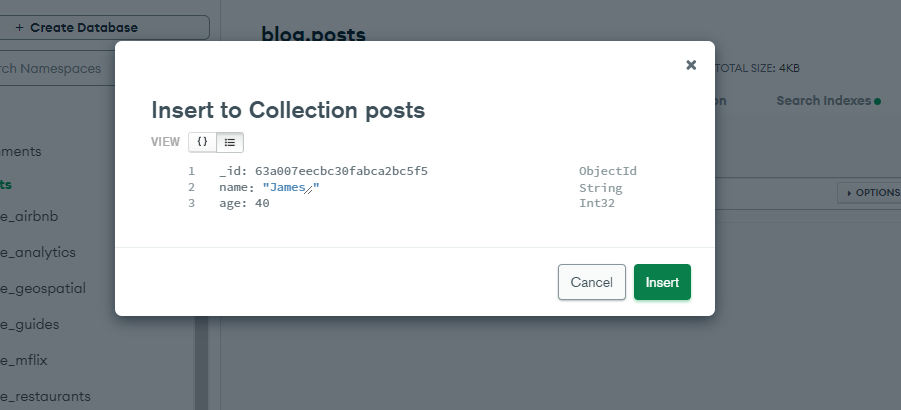 + Create Database
rch Namespaces
blog.posts
TOTAL SIZE: 4KB
on
Search Indexes
Insert to Collection posts
VIEW {}
1 _id: 63a007eecbc30fabca2bc5f5 ObjectId
2 name: "James " String
3 age: 40 Int32
Cancel
Insert
OPTIONS
nments
ts
e_airbnb
e_analytics
e_geospatial
e_guides
e_mflix
e_restaurants